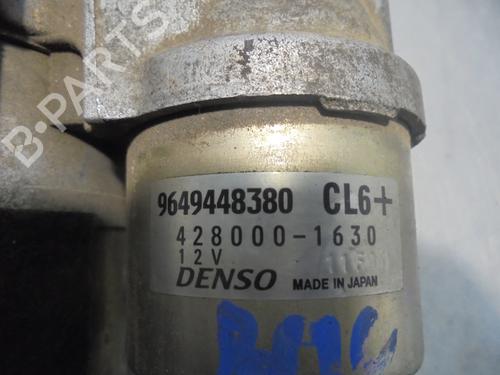 B-PARTS
9649448380 CL6+
428000-1630
12V
DENSO MADE IN JAPAN